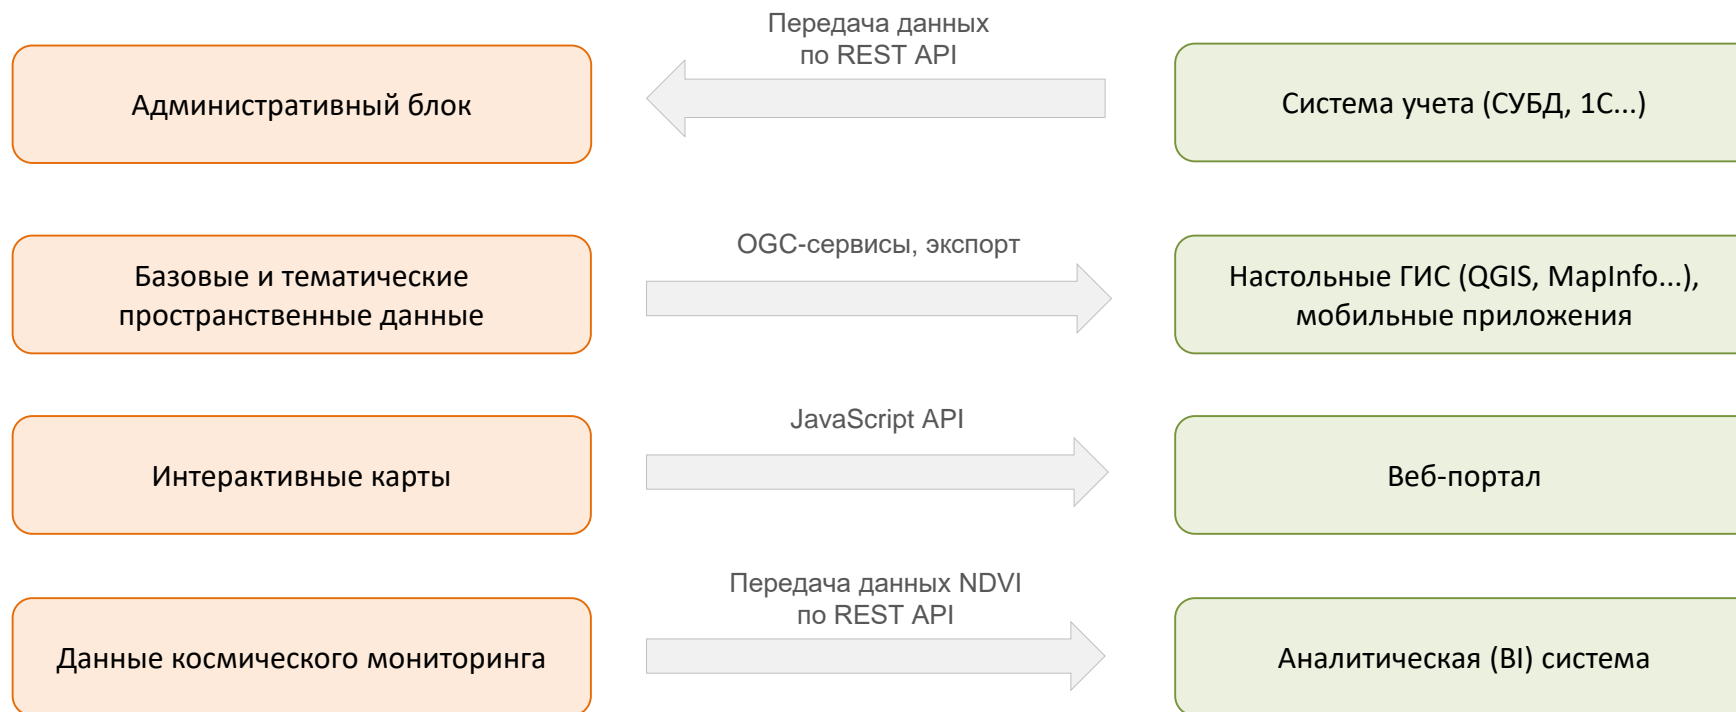 Передача данных
по REST API
Административный блок
Система учета (СУБД, 1С...)
OGC-сервисы, экспорт
Базовые и тематические
пространственные данные
Настольные ГИС (QGIS, MapInfo...),
мобильные приложения
JavaScript API
Интерактивные карты
Веб-портал
Передача данных NDVI
по REST API
Данные космического мониторинга
Аналитическая (BI) система